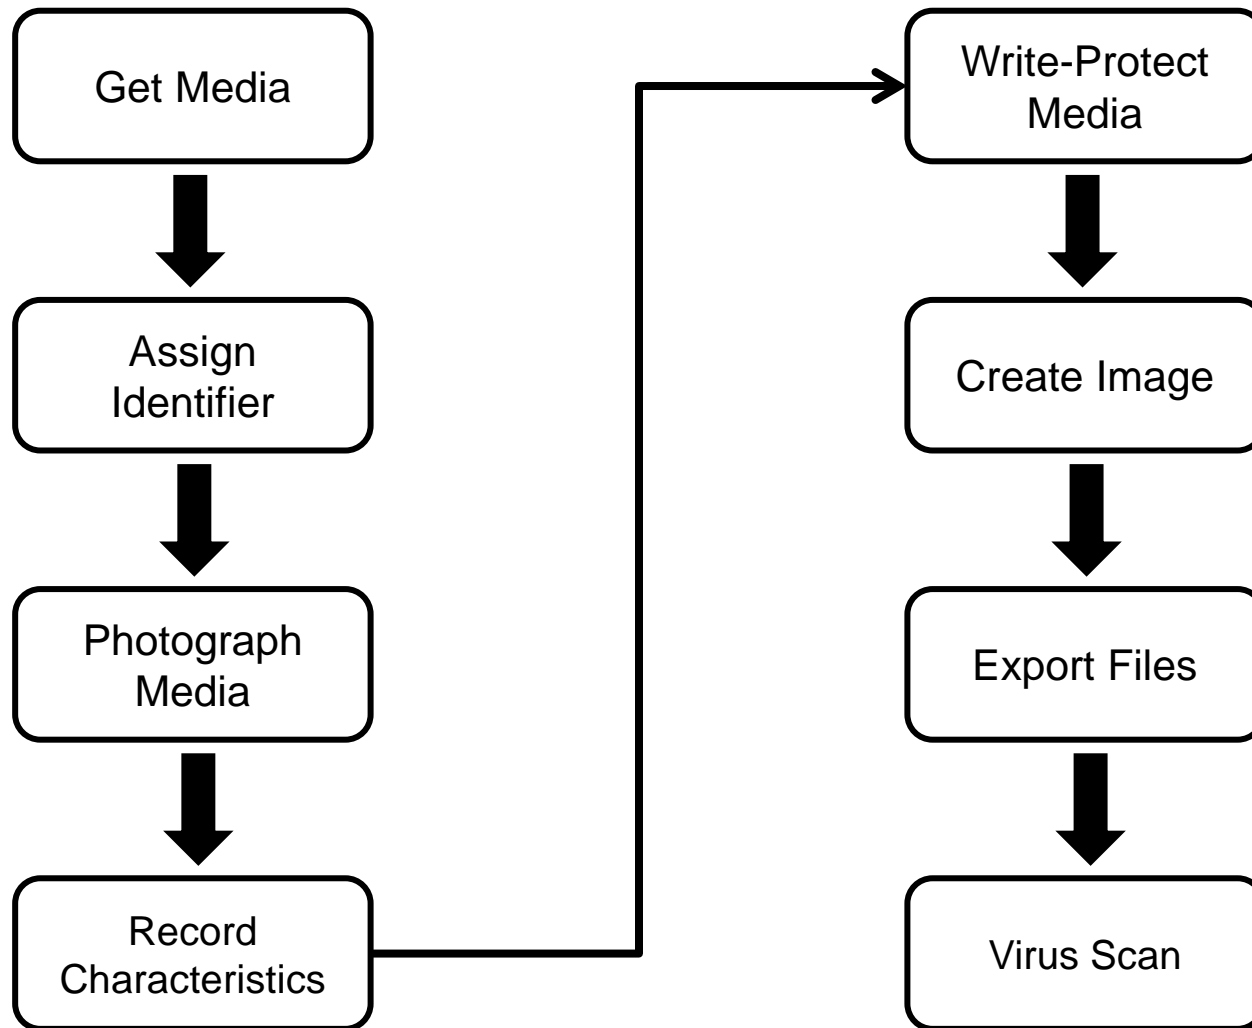 Get Media
Assign
Identifier
Photograph
Media
Record
Characteristics
Write-Protect
Media
Create Image
Export Files
Virus Scan